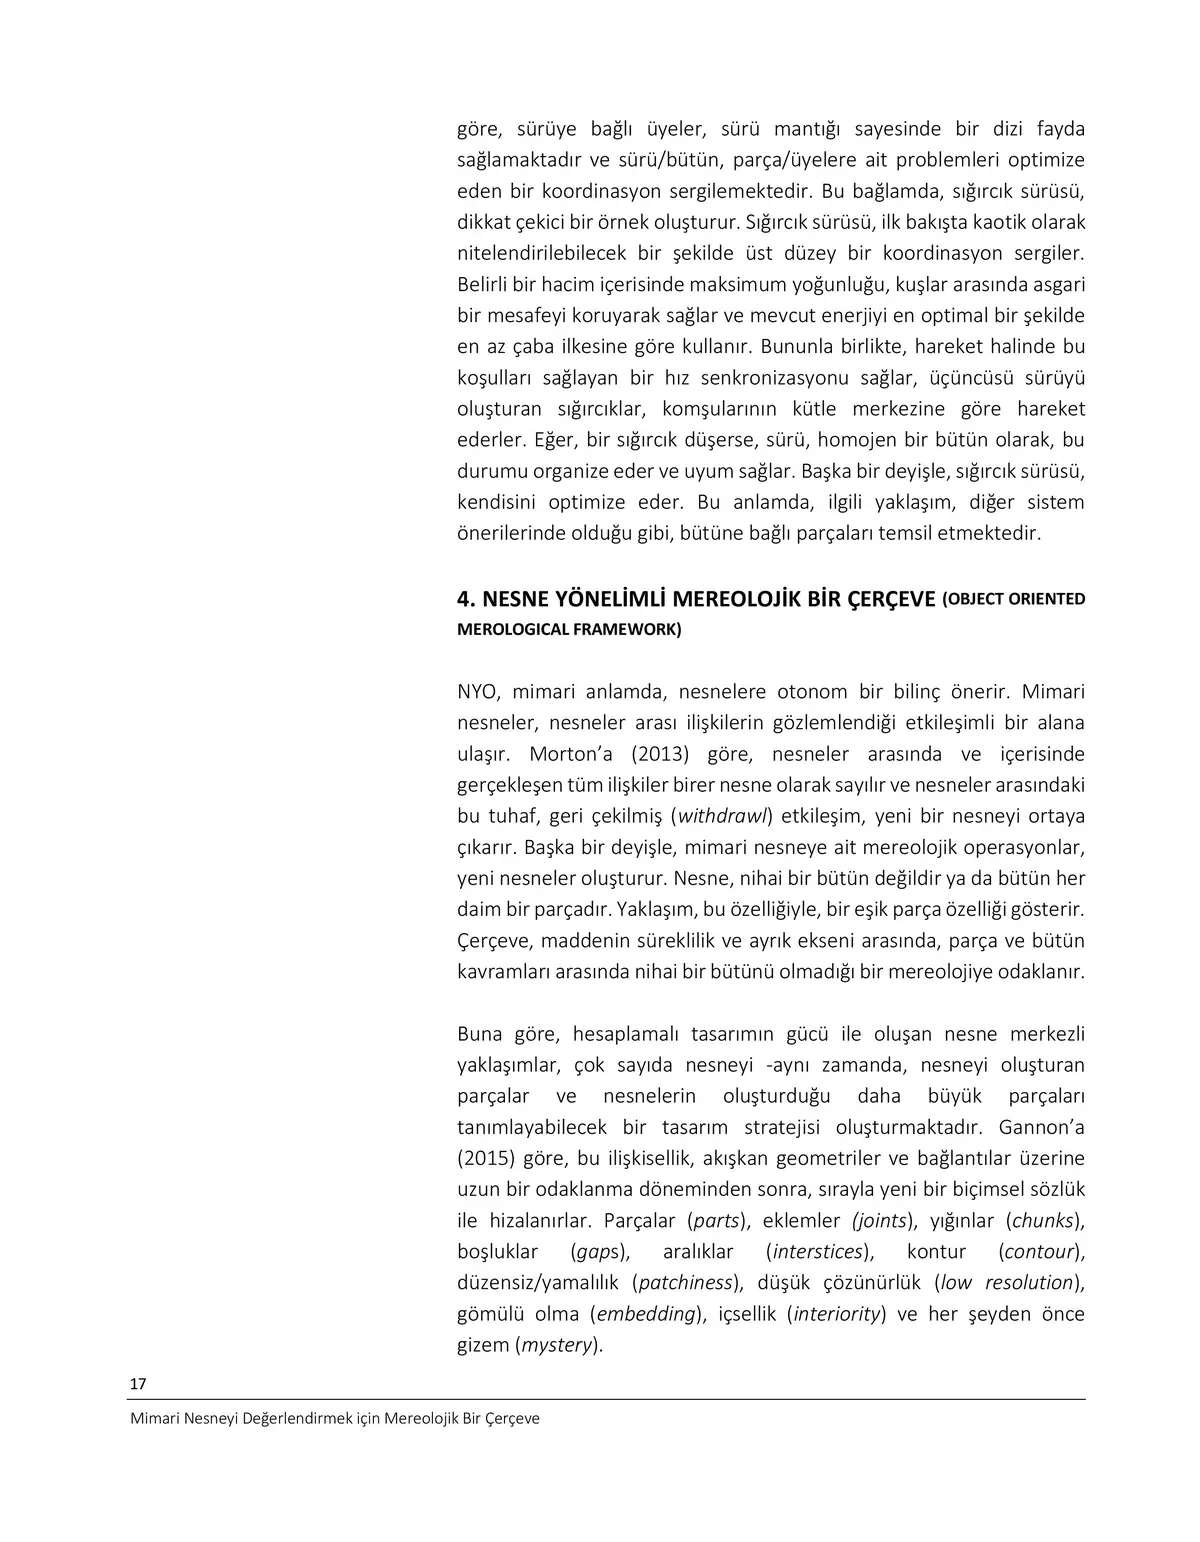 göre, sürüye bağlı üyeler, sürü mantığı sayesinde bir dizi fayda
sağlamaktadır ve sürü/bütün, parça/üyelere ait problemleri optimize
eden bir koordinasyon sergilemektedir. Bu bağlamda, sığırcık sürüsü,
dikkat çekici bir örnek oluşturur. Sığırcık sürüsü, ilk bakışta kaotik olarak
nitelendirilebilecek bir şekilde üst düzey bir koordinasyon sergiler.
Belirli bir hacim içerisinde maksimum yoğunluğu, kuşlar arasında asgari
bir mesafeyi koruyarak sağlar ve mevcut enerjiyi en optimal bir şekilde
en az çaba ilkesine göre kullanır. Bununla birlikte, hareket halinde bu
koşulları sağlayan bir hız senkronizasyonu sağlar, üçüncüsü sürüyü
oluşturan sığırcıklar, komşularının kütle merkezine göre hareket
ederler. Eğer, bir sığırcık düşerse, sürü, homojen bir bütün olarak, bu
durumu organize eder ve uyum sağlar. Başka bir deyişle, sığırcık sürüsü,
kendisini optimize eder. Bu anlamda, ilgili yaklaşım, diğer sistem
önerilerinde olduğu gibi, bütüne bağlı parçaları temsil etmektedir.
4. NESNE YÖNELİMLİ MEREOLOJİK BİR ÇERÇEVE (OBJECT ORIENTED
MEROLOGICAL FRAMEWORK)
NYO, mimari anlamda, nesnelere otonom bir bilinç önerir. Mimari
nesneler, nesneler arası ilişkilerin gözlemlendiği etkileşimli bir alana
ulaşır. Morton’a (2013) göre, nesneler arasında ve içerisinde
gerçekleşen tüm ilişkiler birer nesne olarak sayılır ve nesneler arasındaki
bu tuhaf, geri çekilmiş (withdrawl) etkileşim, yeni bir nesneyi ortaya
çıkarır. Başka bir deyişle, mimari nesneye ait mereolojik operasyonlar,
yeni nesneler oluşturur. Nesne, nihai bir bütün değildir ya da bütün her
daim bir parçadır. Yaklaşım, bu özelliğiyle, bir eşik parça özelliği gösterir.
Çerçeve, maddenin süreklilik ve ayrık ekseni arasında, parça ve bütün
kavramları arasında nihai bir bütünü olmadığı bir mereolojiye odaklanır.
Buna göre, hesaplamalı tasarımın gücü ile oluşan nesne merkezli
yaklaşımlar, çok sayıda nesneyi -aynı zamanda, nesneyi oluşturan
parçalar ve nesnelerin oluşturduğu daha büyük parçaları
tanımlayabilecek bir tasarım stratejisi oluşturmaktadır. Gannon’a
(2015) göre, bu ilişkisellik, akışkan geometriler ve bağlantılar üzerine
uzun bir odaklanma döneminden sonra, sırayla yeni bir biçimsel sözlük
ile hizalanırlar. Parçalar (parts), eklemler (joints), yığınlar (chunks),
boşluklar (gaps), aralıklar (interstices), kontur (contour),
düzensiz/yamalılık (patchiness), düşük çözünürlük (low resolution),
gömülü olma (embedding), içsellik (interiority) ve her şeyden önce
gizem (mystery).
17
Mimari Nesneyi Değerlendirmek için Mereolojik Bir Çerçeve